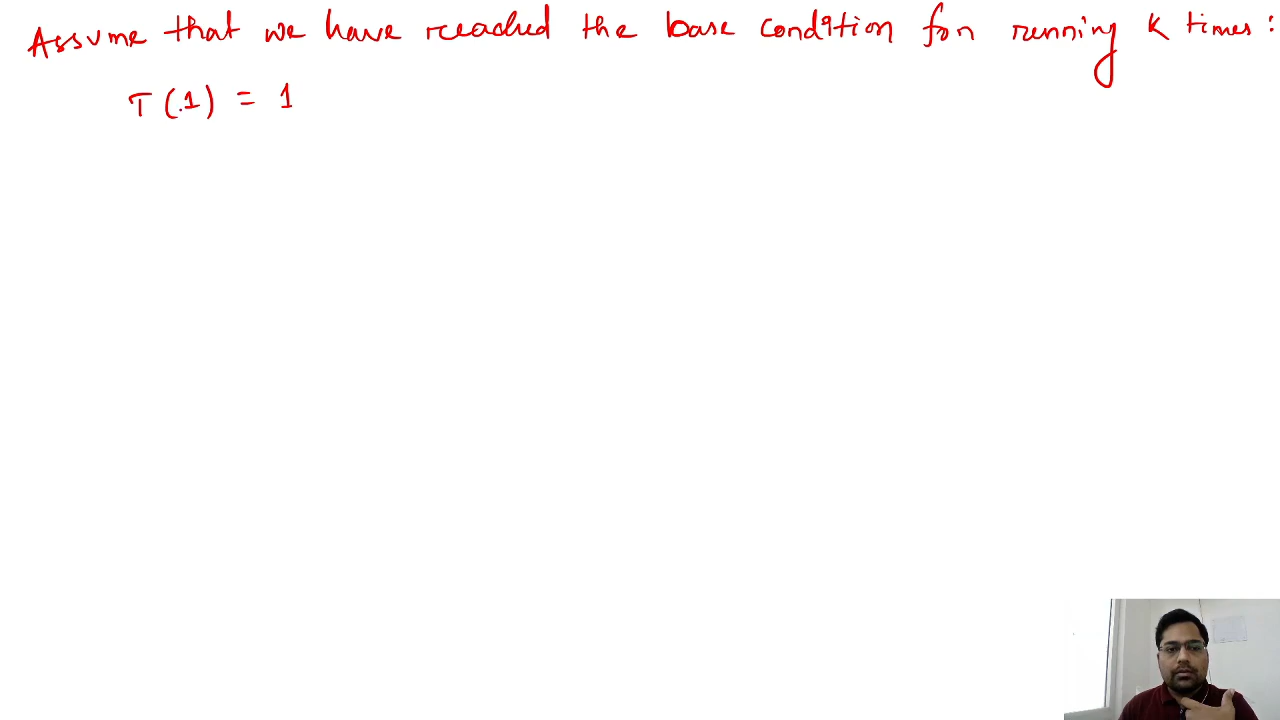 Assume that we have reached the base condition for running K times :
T (1) = 1